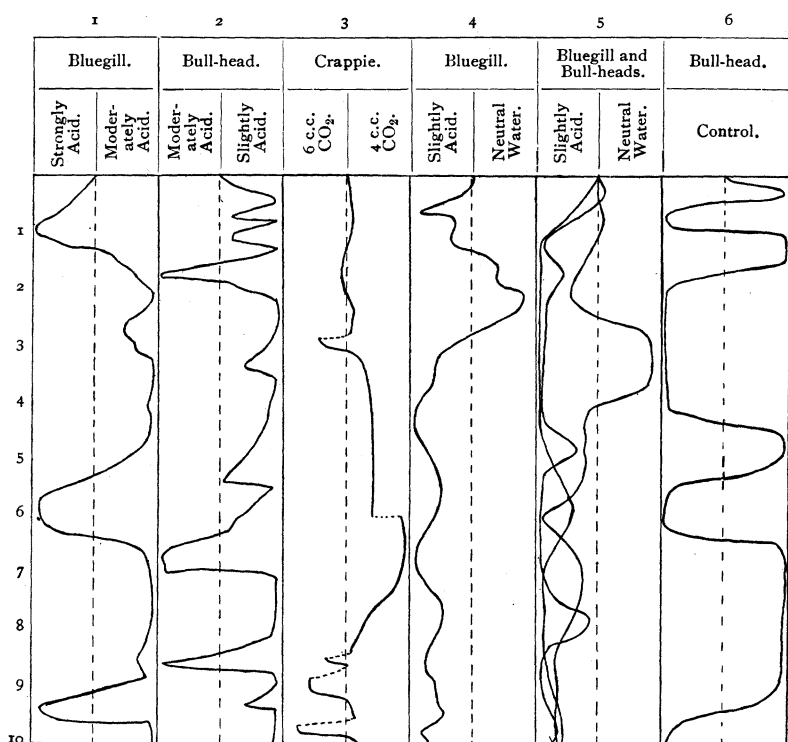 1 2 3 4 5 6
Bluegill. Bull-head. Crappie. Bluegill. Bluegill and Bull-heads. Bull-head.
Strongly Acid.
Moder-
ately
Acid.
Moder-
ately Acid.
Slightly
Acid.
6 c.c.
CO₂.
4 c.c.
CO₂.
Slightly
Acid.
Neutral
Water.
Slightly
Acid.
Neutral
Water.
Control.
1
2
3
4
5
6
7
8
9
10